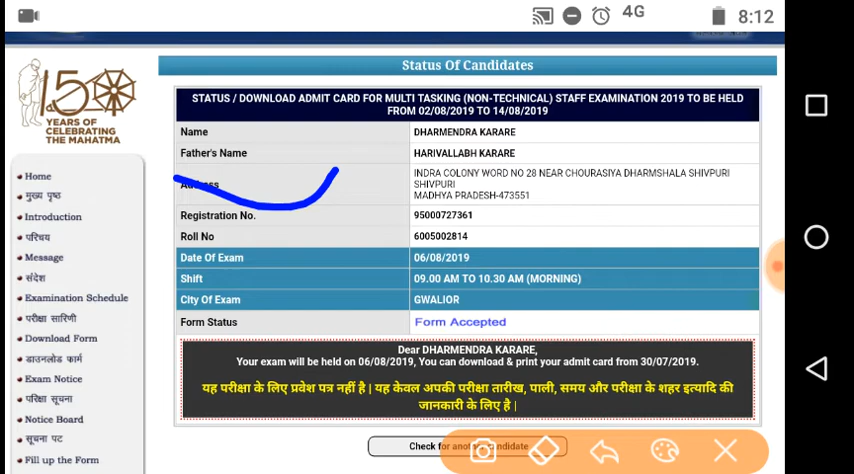 4G 8:12
Status Of Candidates
150
YEARS OF
CELEBRATING
THE MAHATMA
Home
मुख्य पृष्ठ
Introduction
परिचय
Message
संदेश
Examination Schedule
परीक्षा सारिणी
Download Form
डाउनलोड फार्म
Exam Notice
परिक्षा सूचना
Notice Board
सूचना पट
Fill up the Form
STATUS / DOWNLOAD ADMIT CARD FOR MULTI TASKING (NON-TECHNICAL) STAFF EXAMINATION 2019 TO BE HELD
FROM 02/08/2019 TO 14/08/2019
Name DHARMENDRA KARARE
Father's Name HARIVALLABH KARARE
Address INDRA COLONY WORD NO 28 NEAR CHOURASIYA DHARMSHALA SHIVPURI
SHIVPURI
MADHYA PRADESH-473551
Registration No. 95000727361
Roll No 6005002814
Date Of Exam 06/08/2019
Shift 09.00 AM TO 10.30 AM (MORNING)
City Of Exam GWALIOR
Form Status Form Accepted
Dear DHARMENDRA KARARE,
Your exam will be held on 06/08/2019, You can download & print your admit card from 30/07/2019.
यह परीक्षा के लिए प्रवेश पत्र नहीं है | यह केवल अपकी परीक्षा तारीख, पाली, समय और परीक्षा के शहर इत्यादि की
जानकारी के लिए है |
Check for another candidate